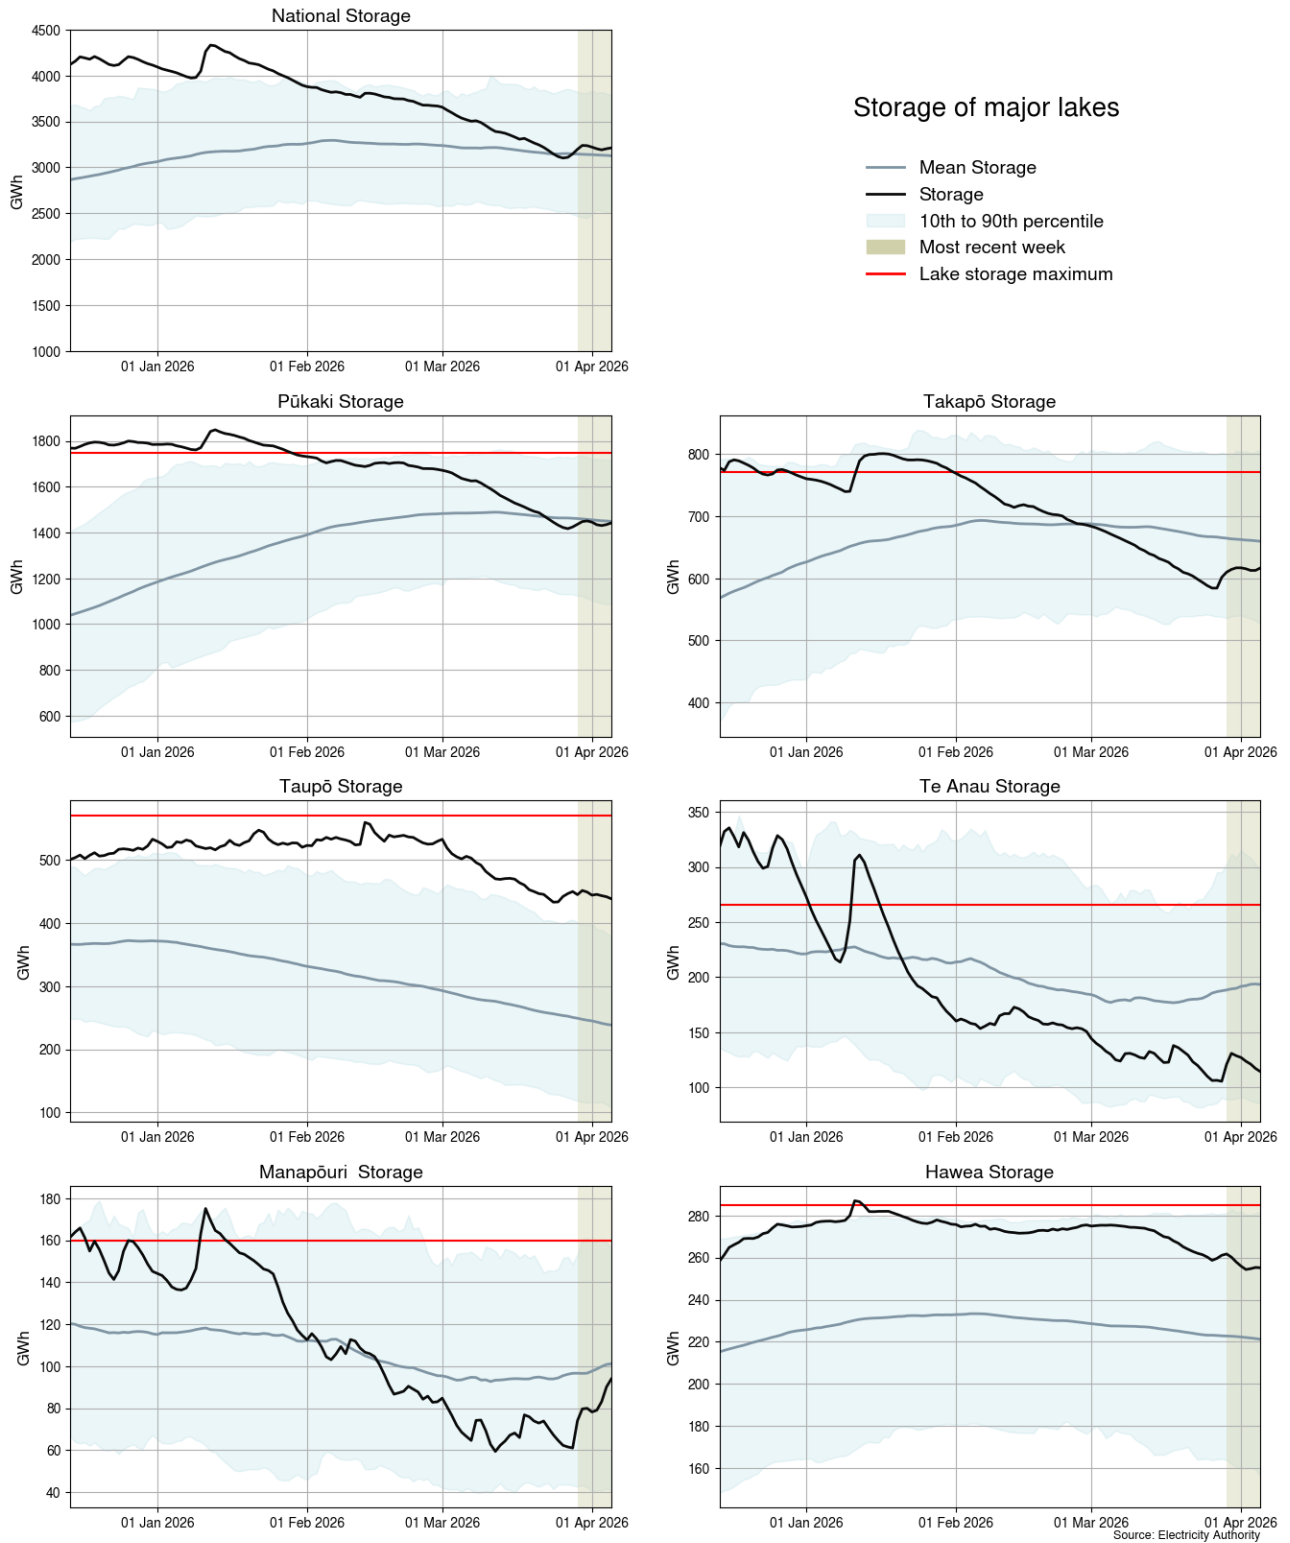 National Storage
4500
4000
3500
3000
2500
2000
1500
1000
GWh
01 Jan 2026 01 Feb 2026 01 Mar 2026 01 Apr 2026
Storage of major lakes
Mean Storage
Storage
10th to 90th percentile
Most recent week
Lake storage maximum
Pūkaki Storage
1800
1600
1400
1200
1000
800
600
GWh
01 Jan 2026 01 Feb 2026 01 Mar 2026 01 Apr 2026
Takapō Storage
800
700
600
500
400
GWh
01 Jan 2026 01 Feb 2026 01 Mar 2026 01 Apr 2026
Taupō Storage
500
400
300
200
100
GWh
01 Jan 2026 01 Feb 2026 01 Mar 2026 01 Apr 2026
Te Anau Storage
350
300
250
200
150
100
GWh
01 Jan 2026 01 Feb 2026 01 Mar 2026 01 Apr 2026
Manapōuri  Storage
180
160
140
120
100
80
60
40
GWh
01 Jan 2026 01 Feb 2026 01 Mar 2026 01 Apr 2026
Hawea Storage
280
260
240
220
200
180
160
GWh
01 Jan 2026 01 Feb 2026 01 Mar 2026 01 Apr 2026
Source: Electricity Authority